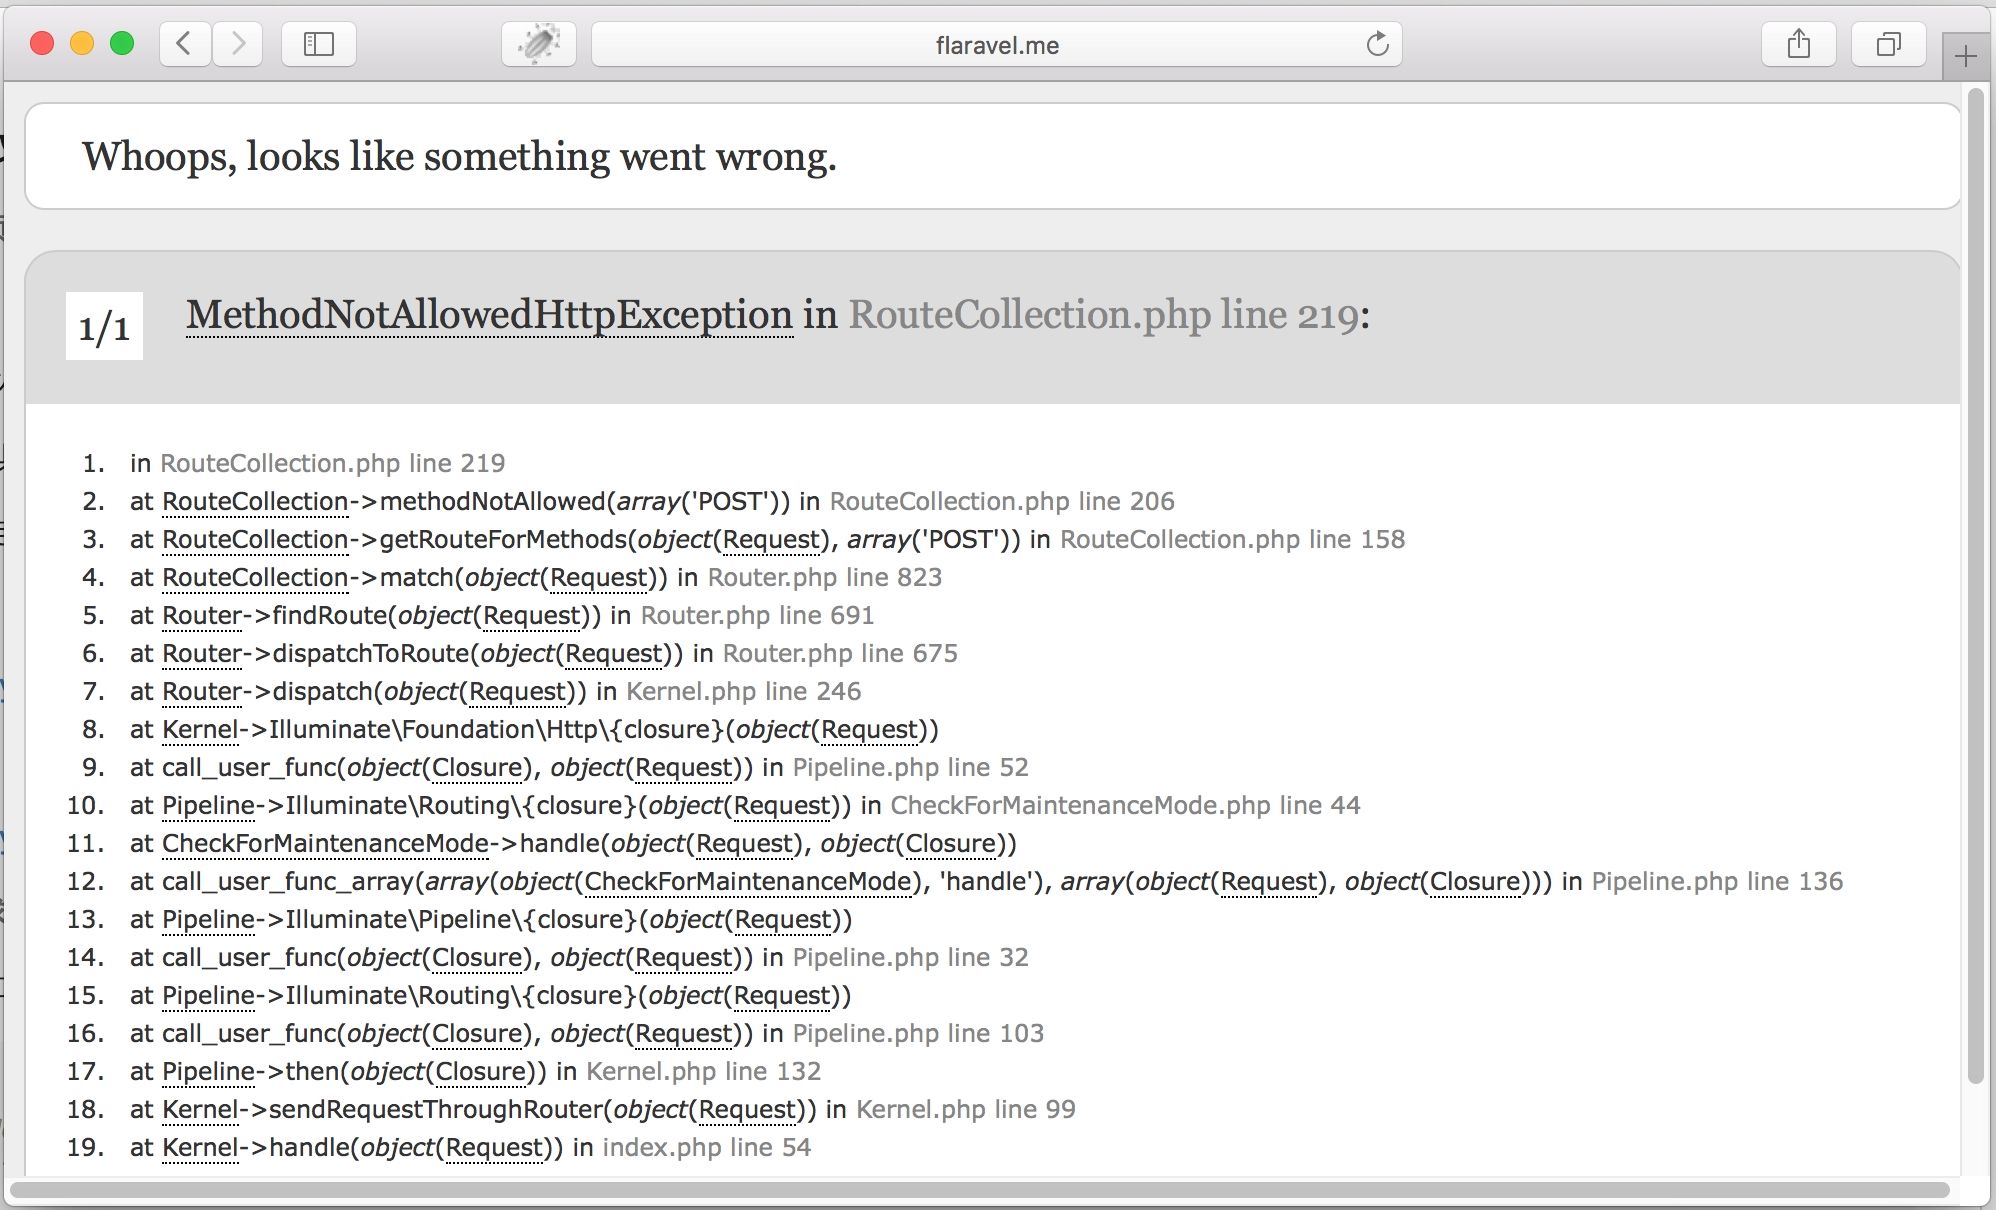 flaravel.me
Whoops, looks like something went wrong.
1/1
MethodNotAllowedHttpException in RouteCollection.php line 219:
1. in RouteCollection.php line 219
2. at RouteCollection->methodNotAllowed(array('POST')) in RouteCollection.php line 206
3. at RouteCollection->getRouteForMethods(object(Request), array('POST')) in RouteCollection.php line 158
4. at RouteCollection->match(object(Request)) in Router.php line 823
5. at Router->findRoute(object(Request)) in Router.php line 691
6. at Router->dispatchToRoute(object(Request)) in Router.php line 675
7. at Router->dispatch(object(Request)) in Kernel.php line 246
8. at Kernel->Illuminate\Foundation\Http\{closure}(object(Request))
9. at call_user_func(object(Closure), object(Request)) in Pipeline.php line 52
10. at Pipeline->Illuminate\Routing\{closure}(object(Request)) in CheckForMaintenanceMode.php line 44
11. at CheckForMaintenanceMode->handle(object(Request), object(Closure))
12. at call_user_func_array(array(object(CheckForMaintenanceMode), 'handle'), array(object(Request), object(Closure))) in Pipeline.php line 136
13. at Pipeline->Illuminate\Pipeline\{closure}(object(Request))
14. at call_user_func(object(Closure), object(Request)) in Pipeline.php line 32
15. at Pipeline->Illuminate\Routing\{closure}(object(Request))
16. at call_user_func(object(Closure), object(Request)) in Pipeline.php line 103
17. at Pipeline->then(object(Closure)) in Kernel.php line 132
18. at Kernel->sendRequestThroughRouter(object(Request)) in Kernel.php line 99
19. at Kernel->handle(object(Request)) in index.php line 54